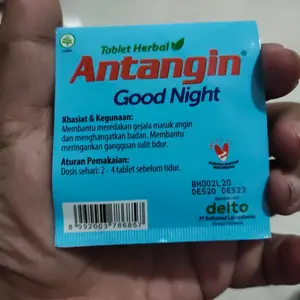 Tablet Herbal
Antangin®
Good Night
Khasiat & Kegunaan:
Membantu meredakan gejala masuk angin
dan menghangatkan badan. Membantu
meringankan gangguan sulit tidur.
Aturan Pemakaian:
Dosis sehari: 2 - 4 tablet sebelum tidur.
BMD02L20
DES20 DES23
delto
8 992003 786857